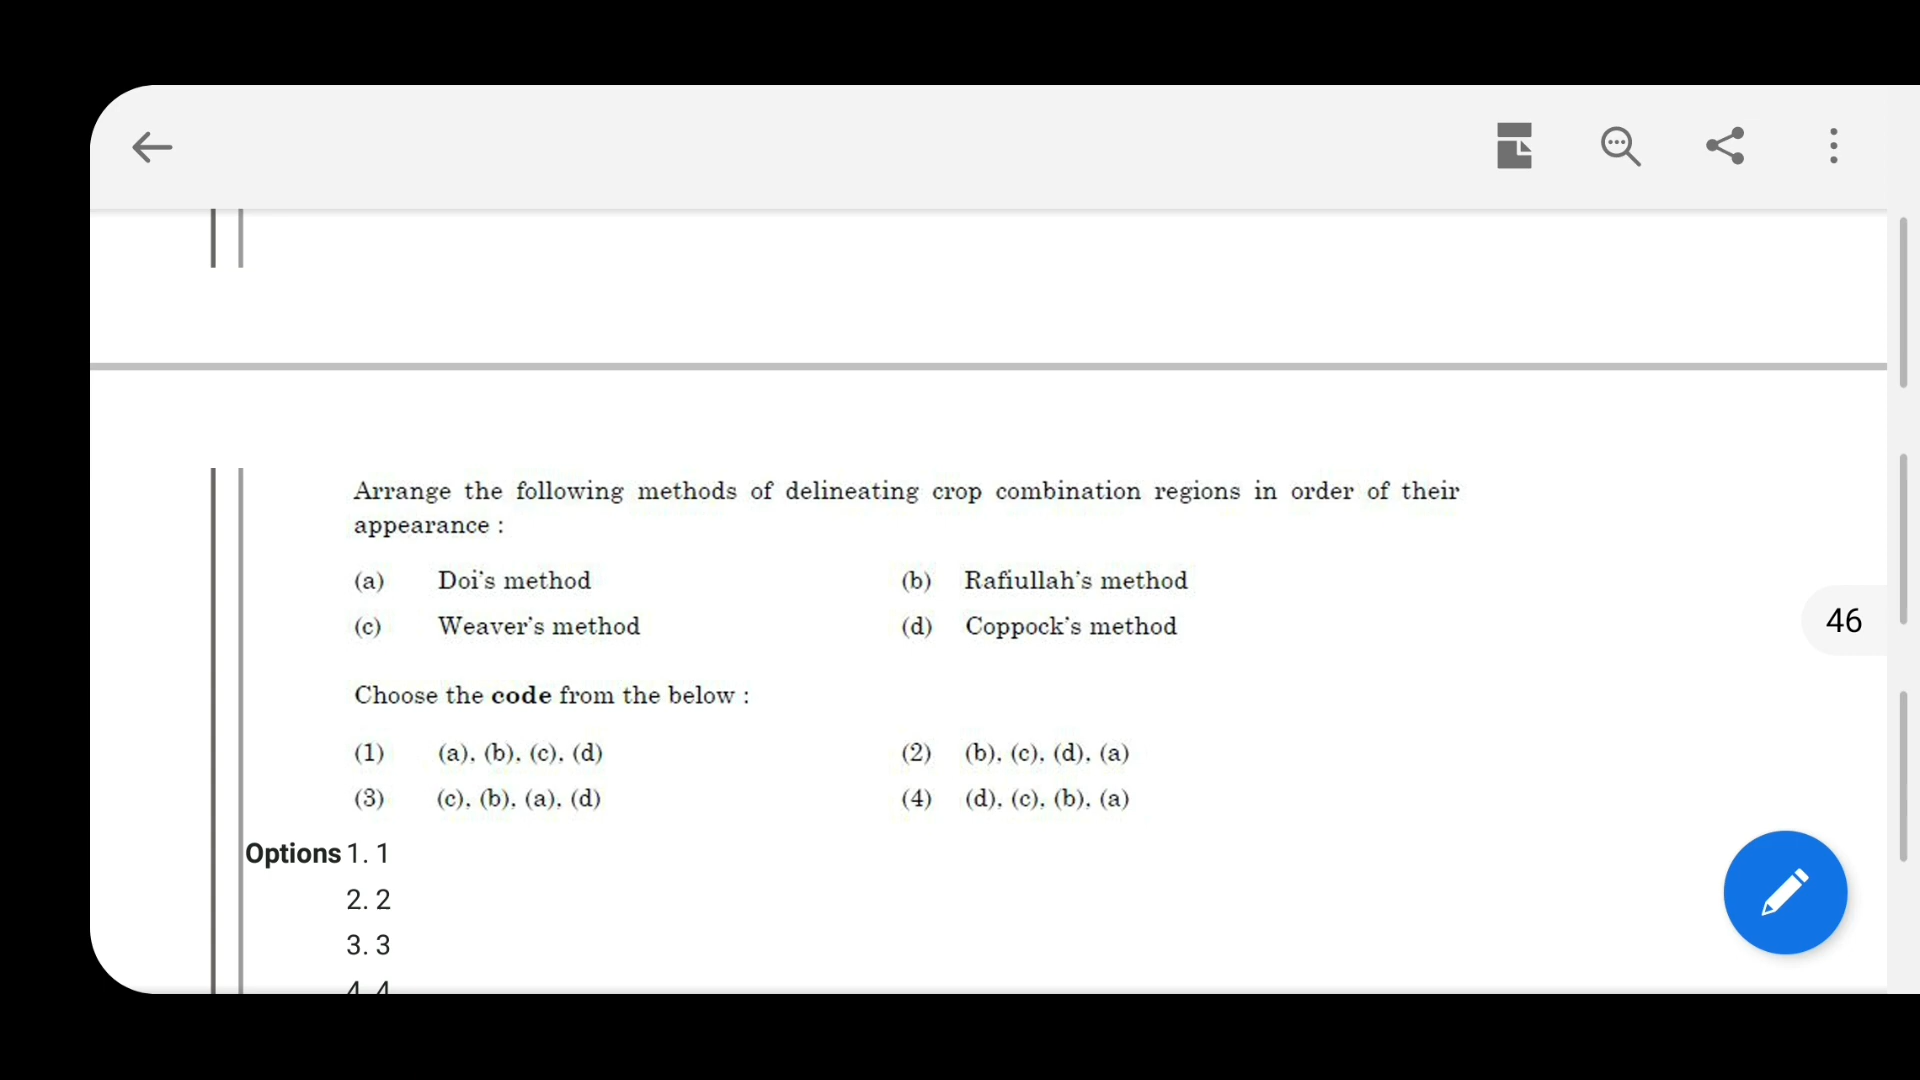 Arrange the following methods of delineating crop combination regions in order of their
appearance :
(a) Doi's method (b) Rafiullah's method
(c) Weaver's method (d) Coppock's method
46
Choose the code from the below :
(1) (a), (b), (c), (d) (2) (b), (c), (d), (a)
(3) (c), (b), (a), (d) (4) (d), (c), (b), (a)
Options 1. 1
2. 2
3. 3
4. 4